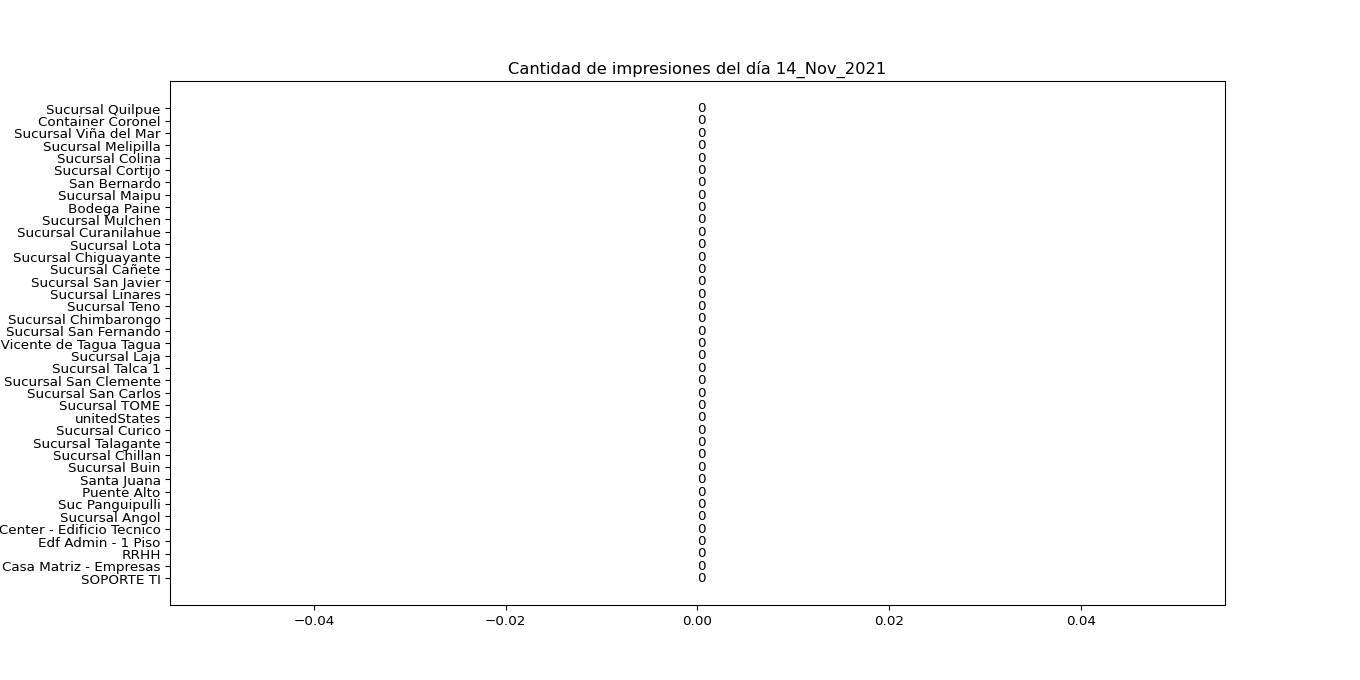 Cantidad de impresiones del día 14_Nov_2021
Sucursal Quilpue 0
Container Coronel 0
Sucursal Viña del Mar 0
Sucursal Melipilla 0
Sucursal Colina 0
Sucursal Cortijo 0
San Bernardo 0
Sucursal Maipu 0
Bodega Paine 0
Sucursal Mulchen 0
Sucursal Curanilahue 0
Sucursal Lota 0
Sucursal Chiguayante 0
Sucursal Cañete 0
Sucursal San Javier 0
Sucursal Linares 0
Sucursal Teno 0
Sucursal Chimbarongo 0
Sucursal San Fernando 0
Vicente de Tagua Tagua 0
Sucursal Laja 0
Sucursal Talca 1 0
Sucursal San Clemente 0
Sucursal San Carlos 0
Sucursal TOME 0
unitedStates 0
Sucursal Curico 0
Sucursal Talagante 0
Sucursal Chillan 0
Sucursal Buin 0
Santa Juana 0
Puente Alto 0
Suc Panguipulli 0
Sucursal Angol 0
Center - Edificio Tecnico 0
Edf Admin - 1 Piso 0
RRHH 0
Casa Matriz - Empresas 0
SOPORTE TI 0
−0.04 −0.02 0.00 0.02 0.04